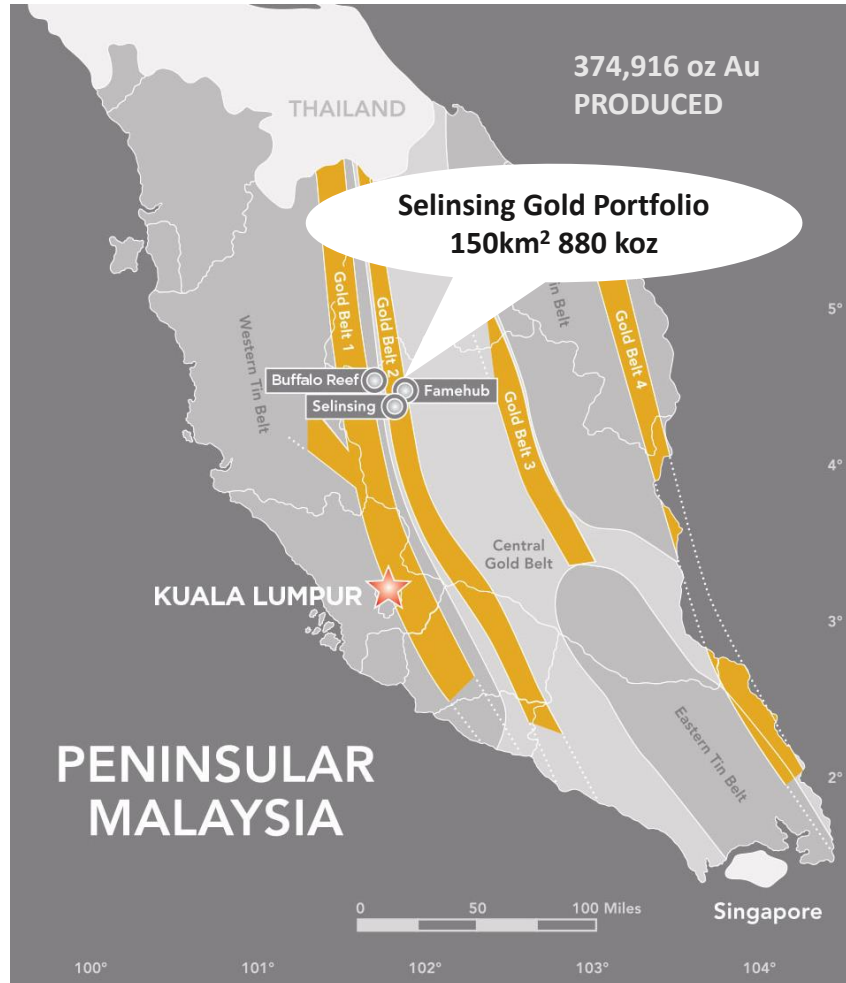 374,916 oz Au
PRODUCED
THAILAND
Selinsing Gold Portfolio
150km² 880 koz
Gold Belt 1
Gold Belt 2
Gold Belt 3
Gold Belt 4
in Belt
Western Tin Belt
Buffalo Reef
Famehub
Selinsing
Central
Gold Belt
KUALA LUMPUR
Eastern Tin Belt
PENINSULAR
MALAYSIA
Singapore
0 50 100 Miles
5°
4°
3°
2°
100° 101° 102° 103° 104°